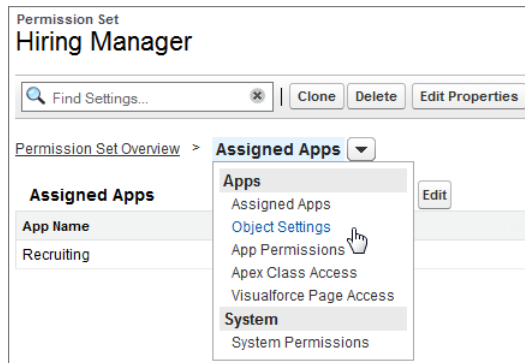 Permission Set
Hiring Manager
Find Settings...
Clone
Delete
Edit Properties
Permission Set Overview > Assigned Apps
Assigned Apps
Edit
App Name
Recruiting
Apps
Assigned Apps
Object Settings
App Permissions
Apex Class Access
Visualforce Page Access
System
System Permissions